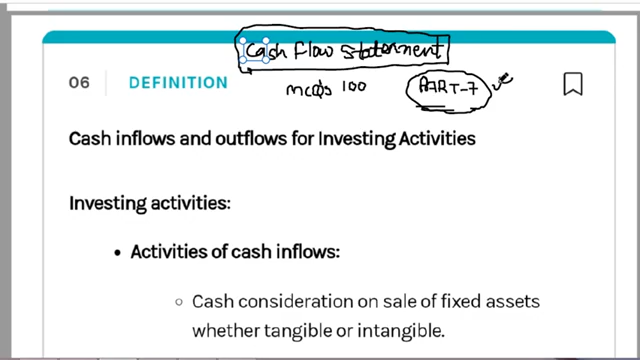 Cash flow statement
mcqs 100
PART-7
06 DEFINITION
Cash inflows and outflows for Investing Activities
Investing activities:
• Activities of cash inflows:
○ Cash consideration on sale of fixed assets
whether tangible or intangible.